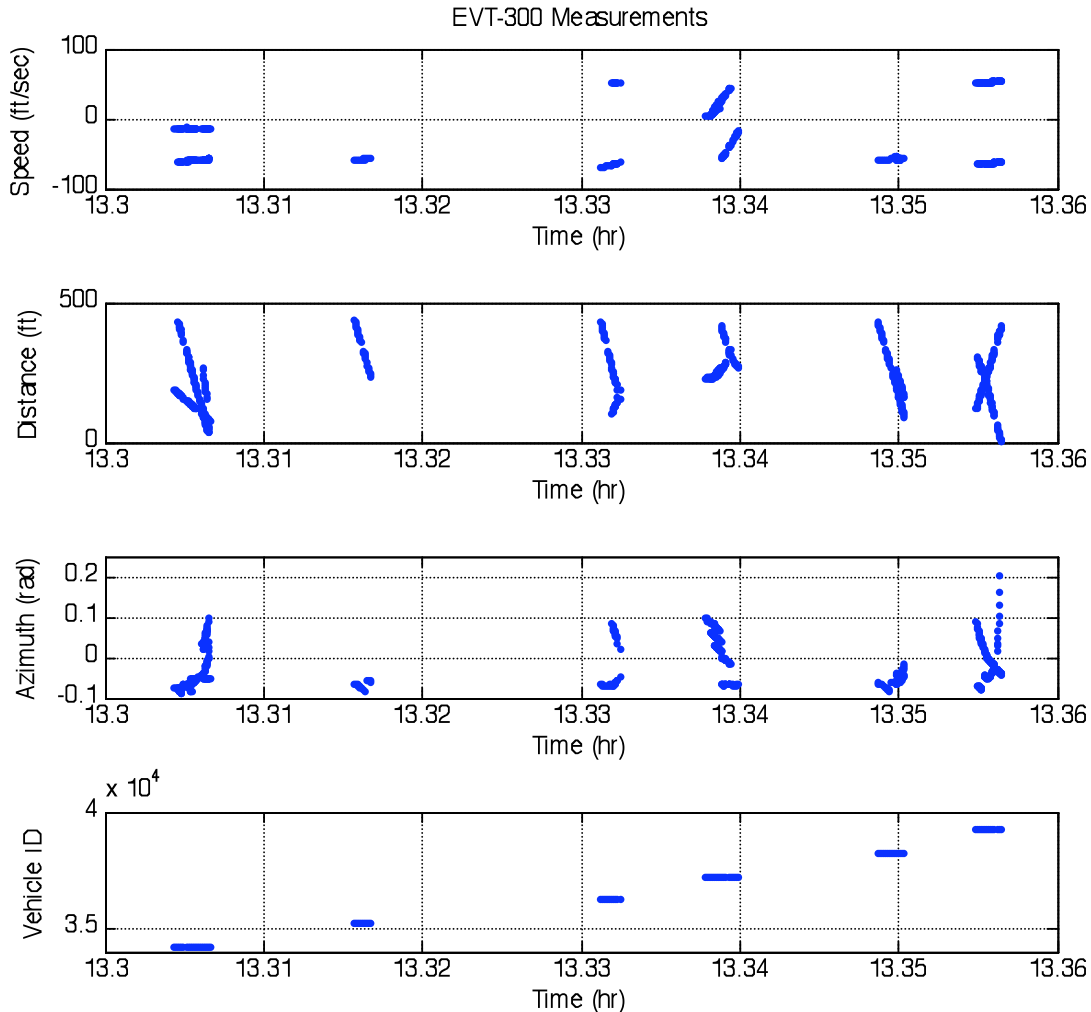 EVT-300 Measurements
Speed (ft/sec)
100
0
-100
13.3 13.31 13.32 13.33 13.34 13.35 13.36
Time (hr)
Distance (ft)
500
0
13.3 13.31 13.32 13.33 13.34 13.35 13.36
Time (hr)
Azimuth (rad)
0.2
0.1
0
-0.1
13.3 13.31 13.32 13.33 13.34 13.35 13.36
Time (hr)
x 10⁴
Vehicle ID
4
3.5
13.3 13.31 13.32 13.33 13.34 13.35 13.36
Time (hr)